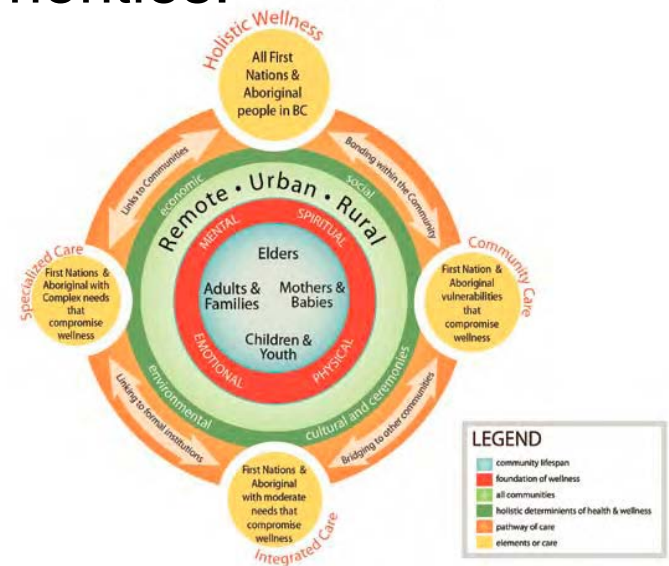 Holistic Wellness
All First
Nations &
Aboriginal
people in BC
Links to Communities
Bonding within the Community
economic
social
Remote • Urban • Rural
MENTAL
SPIRITUAL
Specialized Care
First Nations &
Aboriginal with
Complex needs
that
compromise
wellness
Elders
Adults &
Families
Mothers &
Babies
Children &
Youth
Community Care
First Nation &
Aboriginal
vulnerabilities
that
compromise
wellness
EMOTIONAL
PHYSICAL
environmental
cultural and ceremonies
Linking to formal institutions
Bridging to other communities
First Nations &
Aboriginal
with moderate
needs that
compromise
wellness
Integrated Care
LEGEND
community lifespan
foundation of wellness
all communities
holistic determinients of health & wellness
pathway of care
elements or care